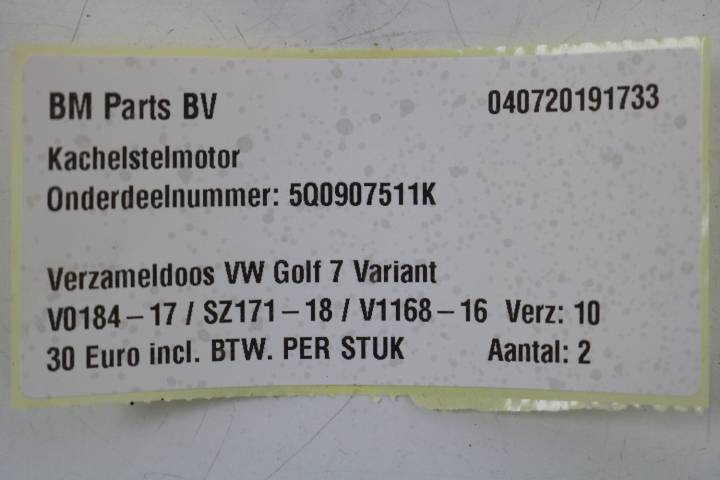 BM Parts BV 040720191733
Kachelstelmotor
Onderdeelnummer: 5Q0907511K
Verzameldoos VW Golf 7 Variant
V0184-17 / SZ171-18 / V1168-16 Verz: 10
30 Euro incl. BTW. PER STUK Aantal: 2